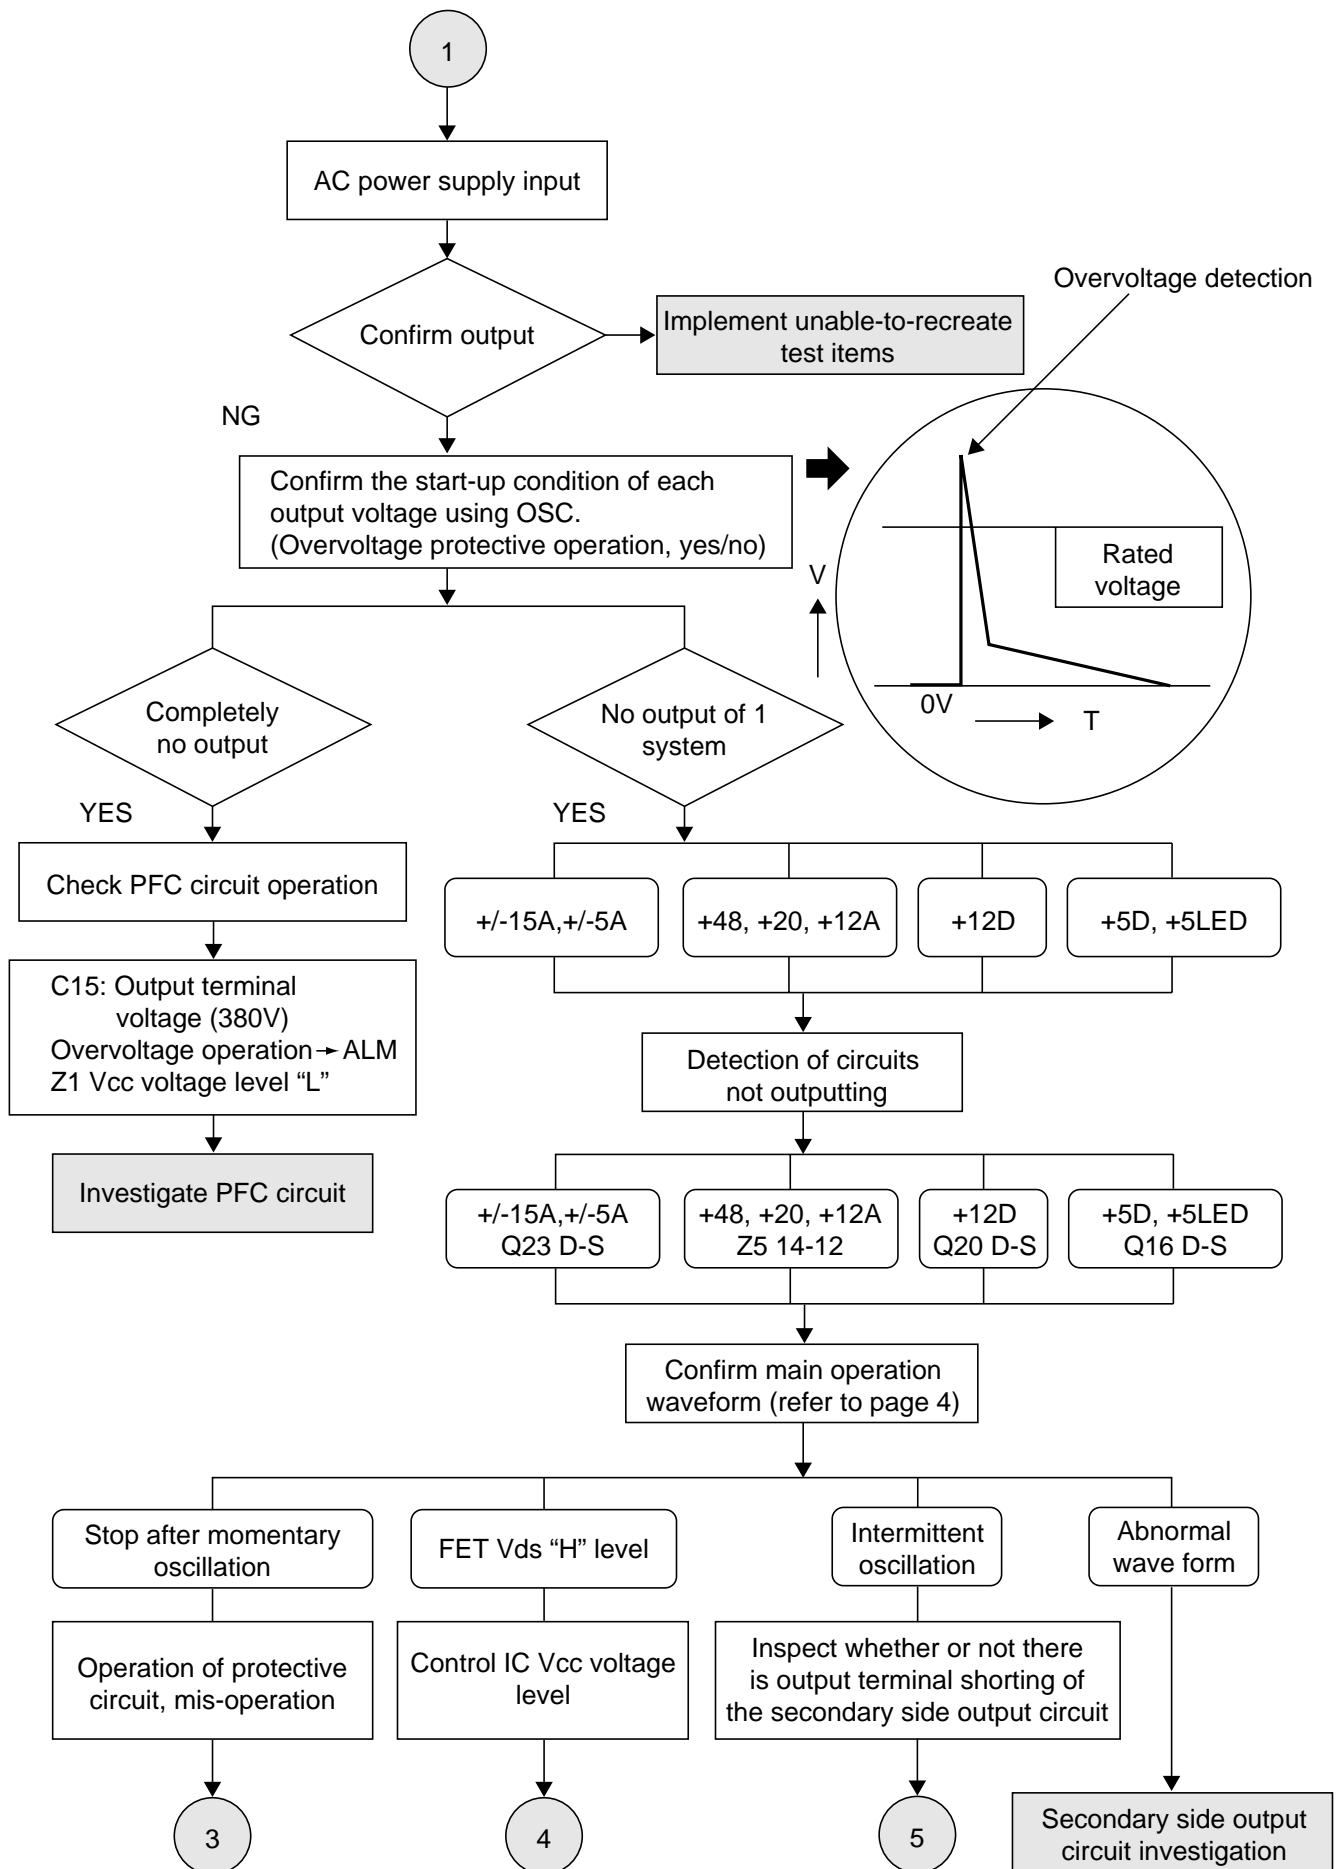 1
AC power supply input
Confirm output
Implement unable-to-recreate
test items
Overvoltage detection
NG
Confirm the start-up condition of each
output voltage using OSC.
(Overvoltage protective operation, yes/no)
V
Rated
voltage
0V
T
Completely
no output
No output of 1
system
YES
YES
Check PFC circuit operation
+/-15A,+/-5A
+48, +20, +12A
+12D
+5D, +5LED
C15: Output terminal
voltage (380V)
Overvoltage operation→ALM
Z1 Vcc voltage level “L”
Detection of circuits
not outputting
Investigate PFC circuit
+/-15A,+/-5A
Q23 D-S
+48, +20, +12A
Z5 14-12
+12D
Q20 D-S
+5D, +5LED
Q16 D-S
Confirm main operation
waveform (refer to page 4)
Stop after momentary
oscillation
FET Vds “H” level
Intermittent
oscillation
Abnormal
wave form
Operation of protective
circuit, mis-operation
Control IC Vcc voltage
level
Inspect whether or not there
is output terminal shorting of
the secondary side output circuit
3
4
5
Secondary side output
circuit investigation